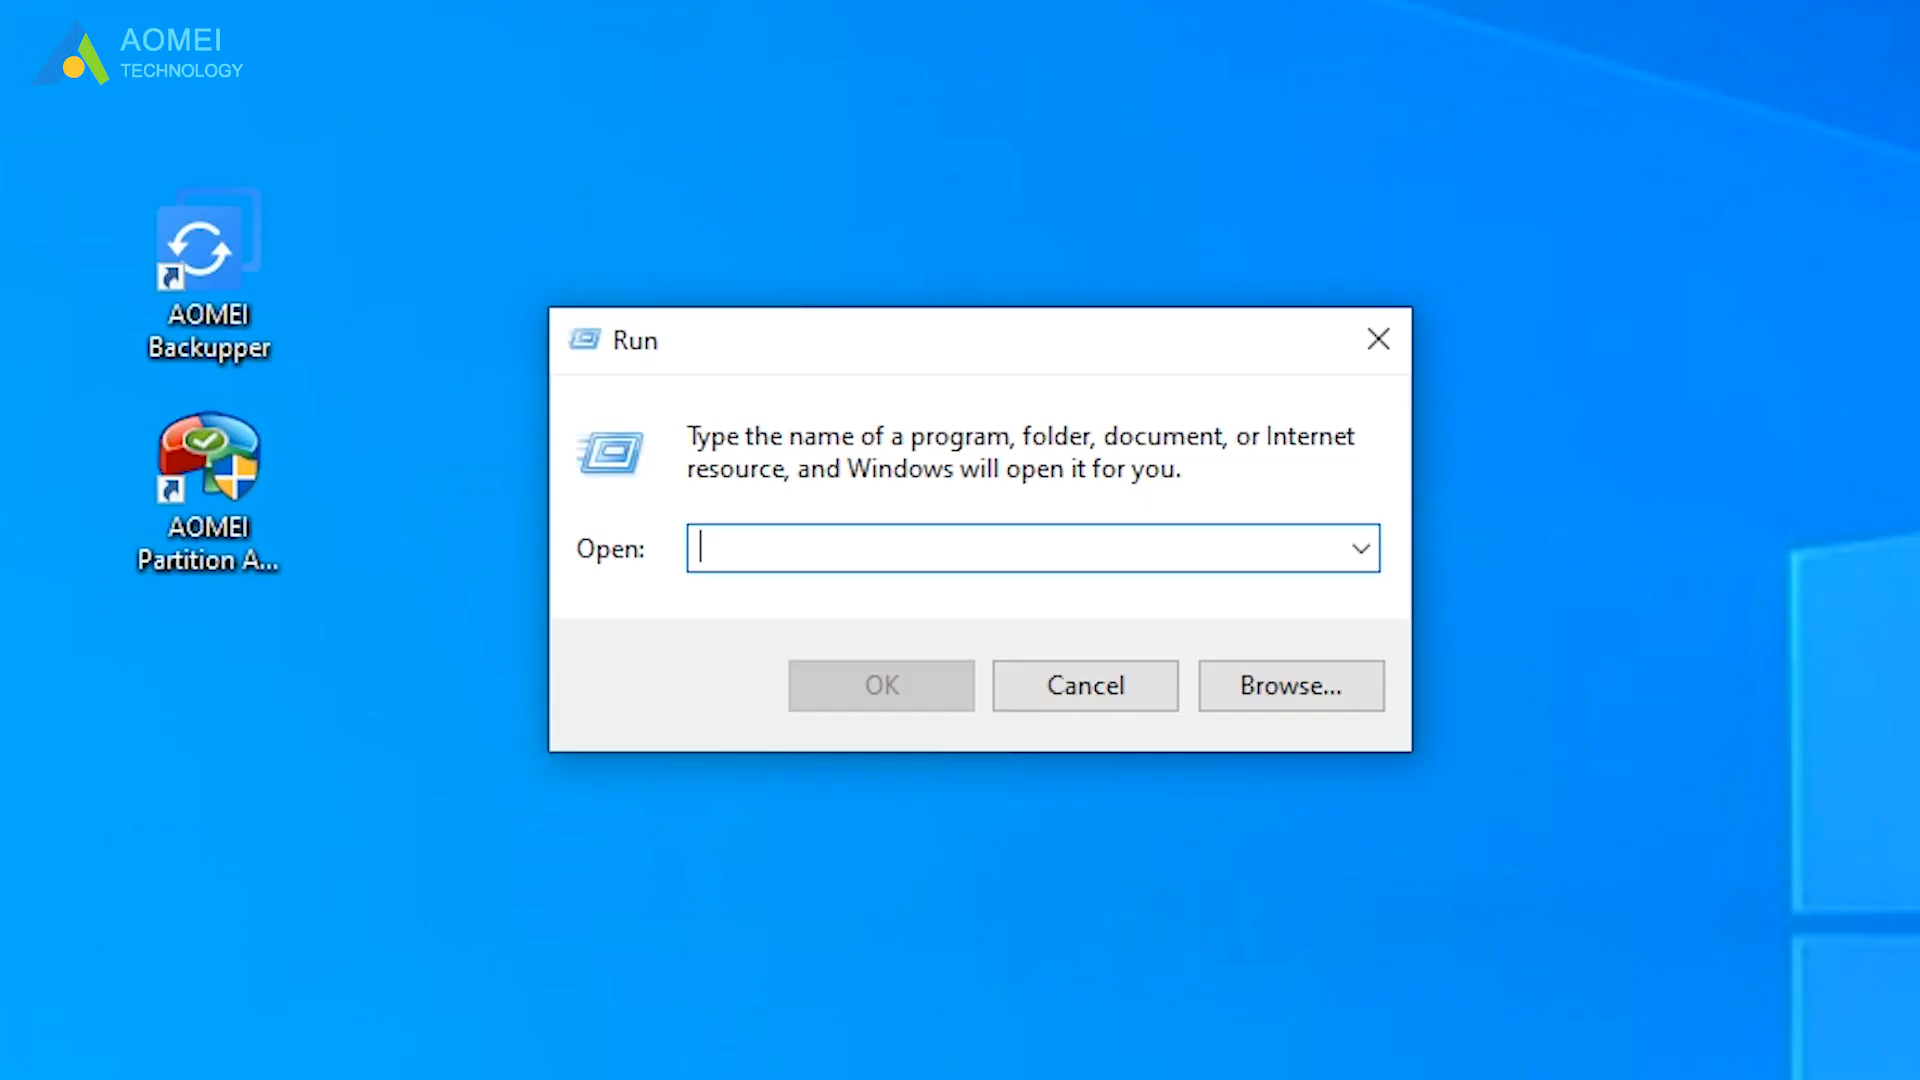 AOMEI
TECHNOLOGY
AOMEI
Backupper
AOMEI
Partition A...
Run
Type the name of a program, folder, document, or Internet
resource, and Windows will open it for you.
Open:
OK
Cancel
Browse...